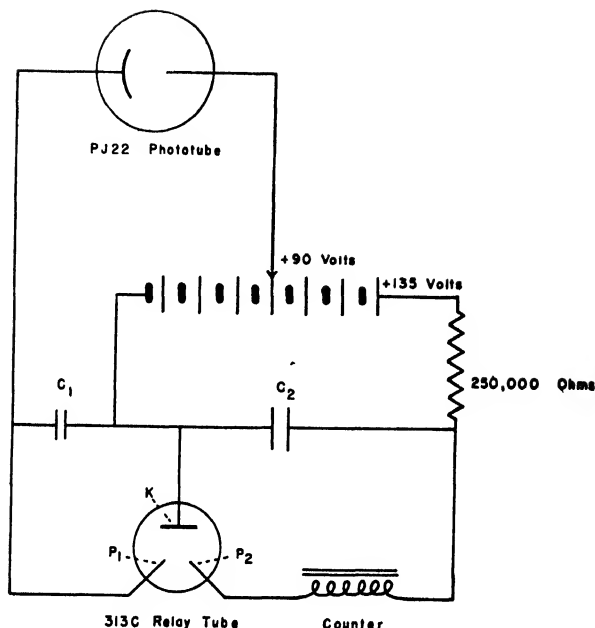 PJ22 Phototube
+90 Volts
+135 Volts
C1
C2
250,000 Ohms
K
P1
P2
313C Relay Tube
Counter